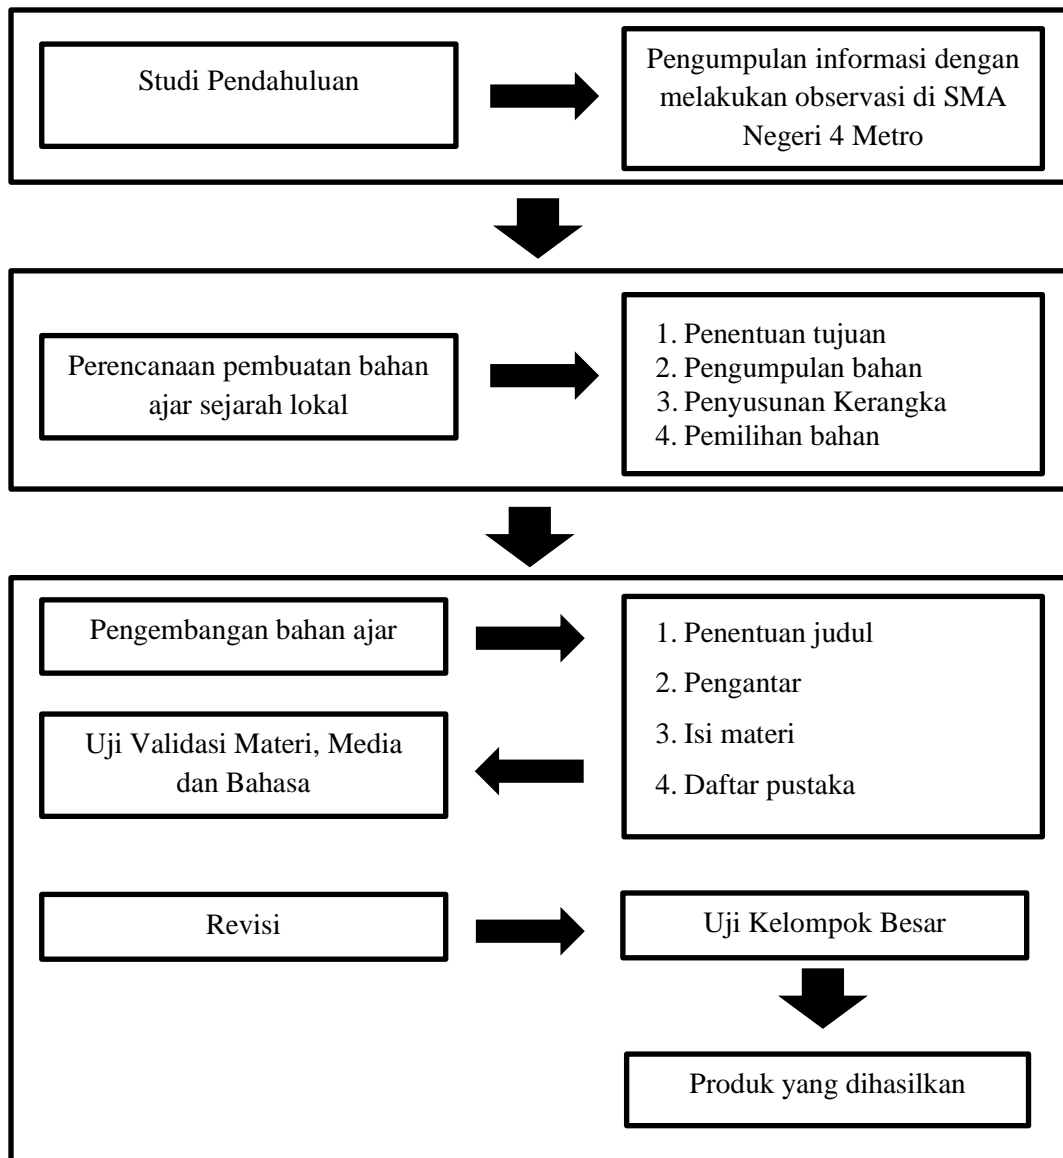 Studi Pendahuluan
Pengumpulan informasi dengan
melakukan observasi di SMA
Negeri 4 Metro
Perencanaan pembuatan bahan
ajar sejarah lokal
1. Penentuan tujuan
2. Pengumpulan bahan
3. Penyusunan Kerangka
4. Pemilihan bahan
Pengembangan bahan ajar
1. Penentuan judul
2. Pengantar
3. Isi materi
4. Daftar pustaka
Uji Validasi Materi, Media
dan Bahasa
Revisi
Uji Kelompok Besar
Produk yang dihasilkan